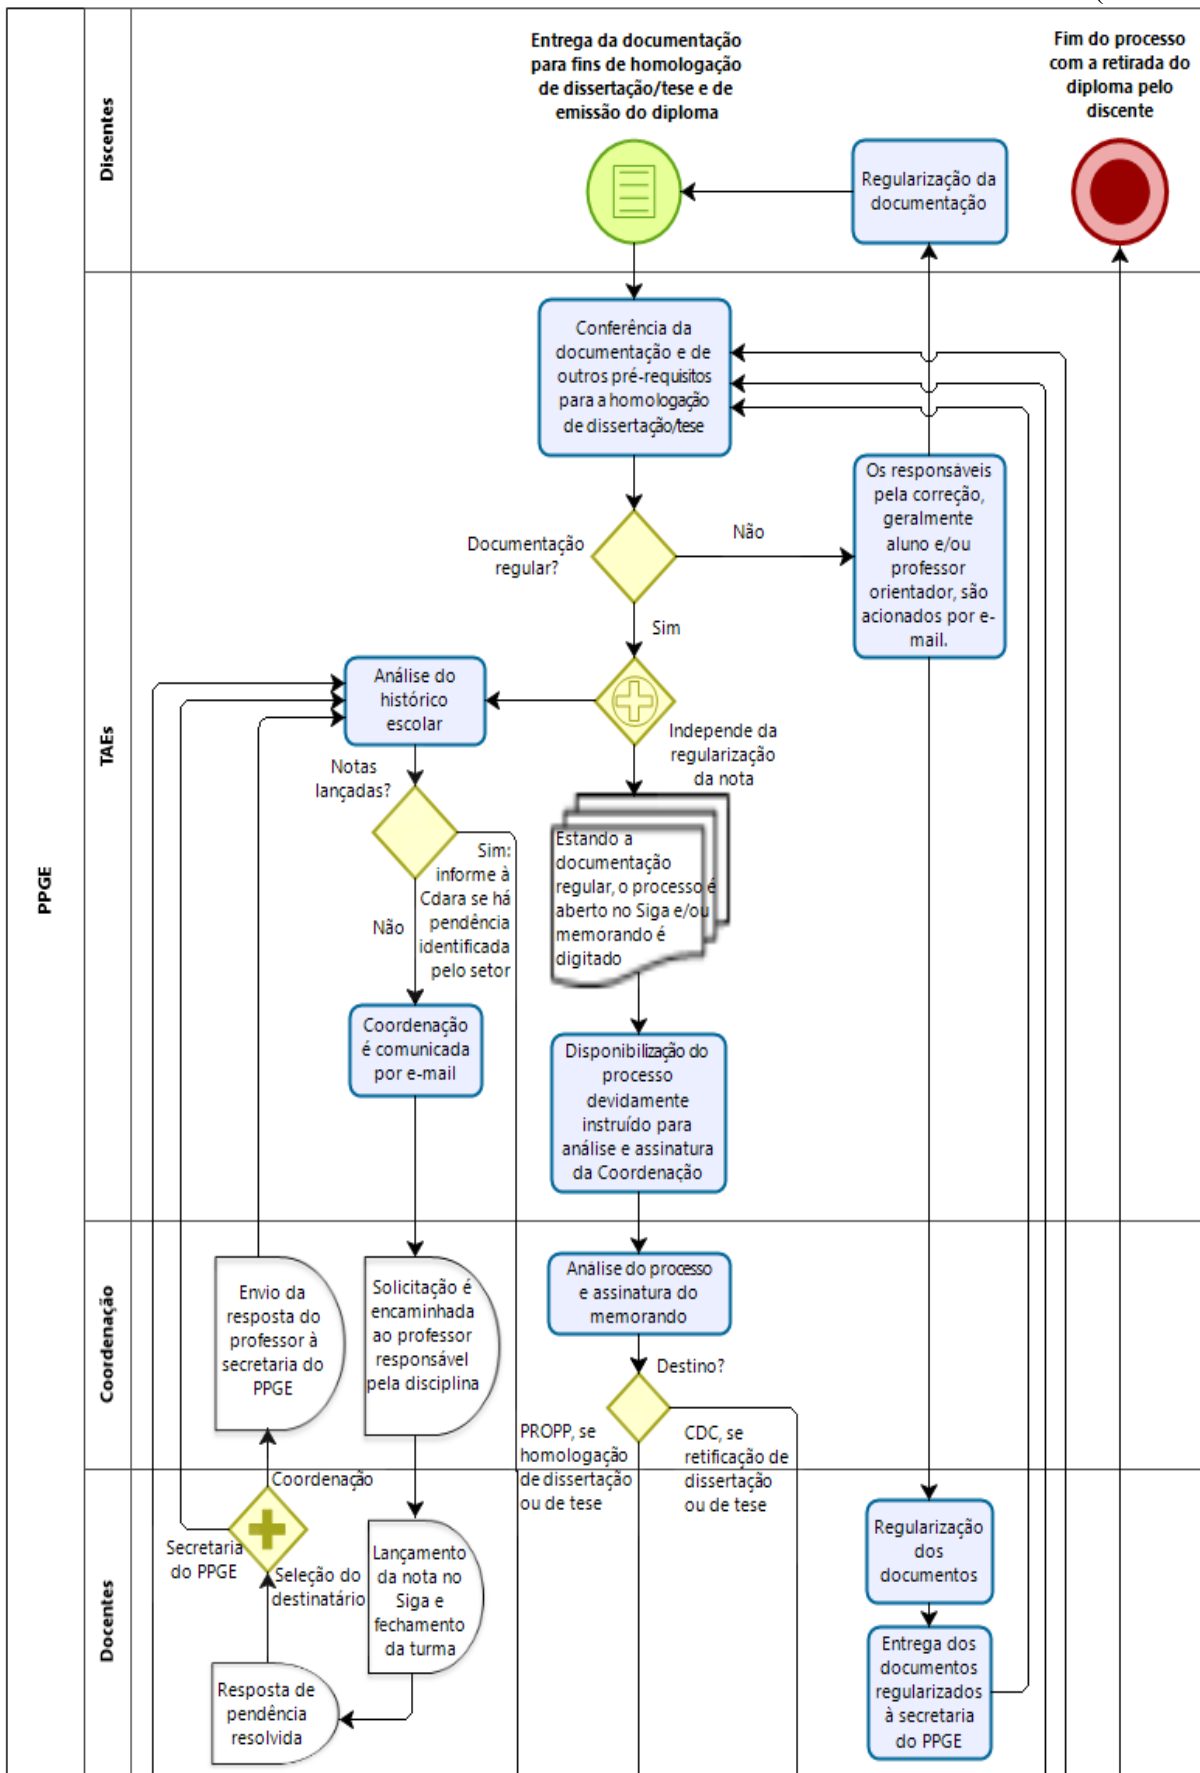 Entrega da documentação
para fins de homologação
de dissertação/tese e de
emissão do diploma
Fim do processo
com a retirada do
diploma pelo
discente
Discentes
Regularização da
documentação
PPGE
TAEs
Conferência da
documentação e de
outros pré-requisitos
para a homologação
de dissertação/tese
Documentação
regular?
Não
Os responsáveis
pela correção,
geralmente
aluno e/ou
professor
orientador, são
acionados por e-
mail.
Sim
Análise do
histórico
escolar
Independe da
regularização
da nota
Notas
lançadas?
Sim:
informe à
Cdara se há
pendência
identificada
pelo setor
Não
Estando a
documentação
regular, o processo é
aberto no Siga e/ou
memorando é
digitado
Coordenação
é comunicada
por e-mail
Disponibilização do
processo
devidamente
instruído para
análise e assinatura
da Coordenação
Coordenação
Envio da
resposta do
professor à
secretaria do
PPGE
Solicitação é
encaminhada
ao professor
responsável
pela disciplina
Análise do processo
e assinatura do
memorando
Destino?
PROPP, se
homologação
de dissertação
ou de tese
CDC, se
retificação de
dissertação
ou de tese
Docentes
Coordenação
Secretaria
do PPGE
Seleção do
destinatário
Lançamento
da nota no
Siga e
fechamento
da turma
Resposta de
pendência
resolvida
Regularização
dos
documentos
Entrega dos
documentos
regularizados
à secretaria
do PPGE